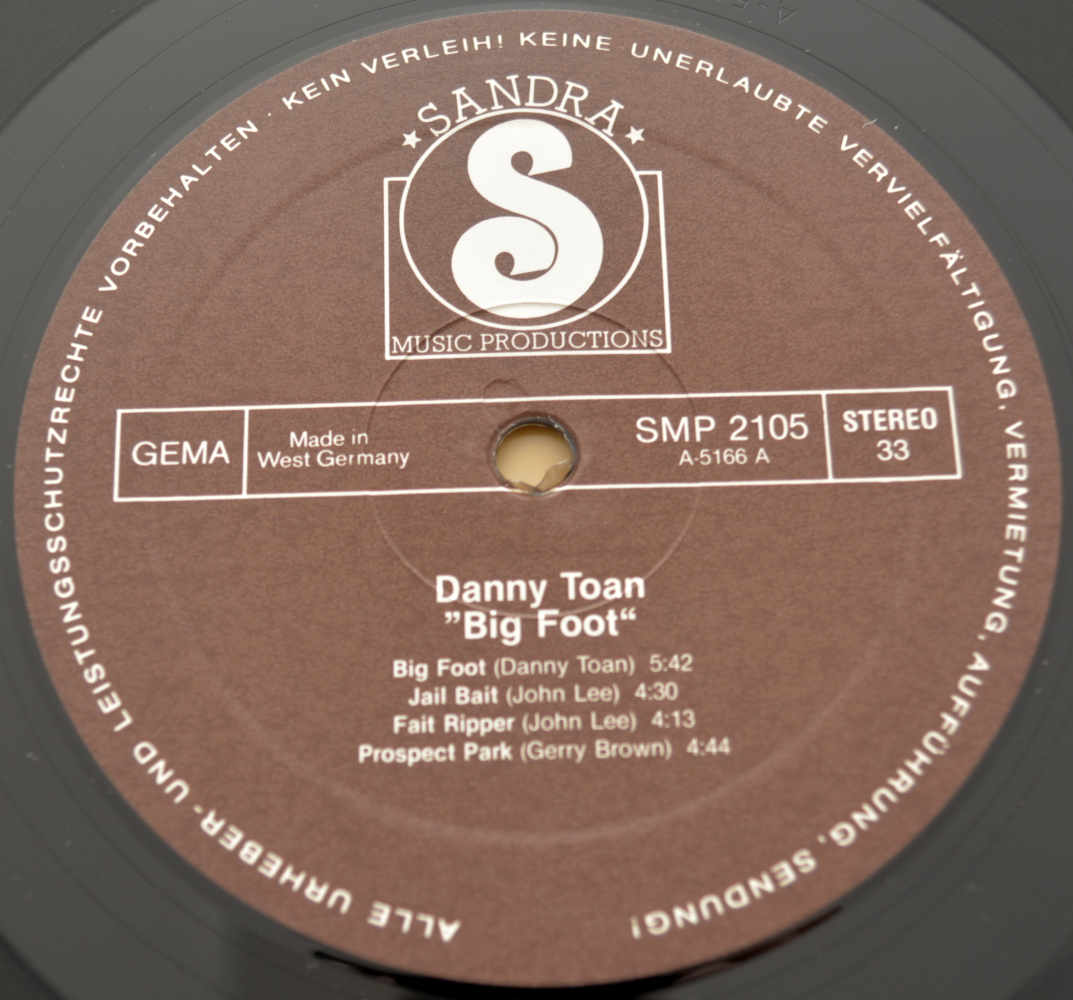 ALLE URHEBER- UND LEISTUNGSSCHUTZRECHTE VORBEHALTEN · KEIN VERLEIH! KEINE UNERLAUBTE VERVIELFÄLTIGUNG, VERMIETUNG, AUFFÜHRUNG, SENDUNG!
SANDRA
S
MUSIC PRODUCTIONS
GEMA
Made in
West Germany
SMP 2105
A-5166 A
STEREO
33
Danny Toan
”Big Foot“
Big Foot (Danny Toan) 5:42
Jail Bait (John Lee) 4:30
Fait Ripper (John Lee) 4:13
Prospect Park (Gerry Brown) 4:44